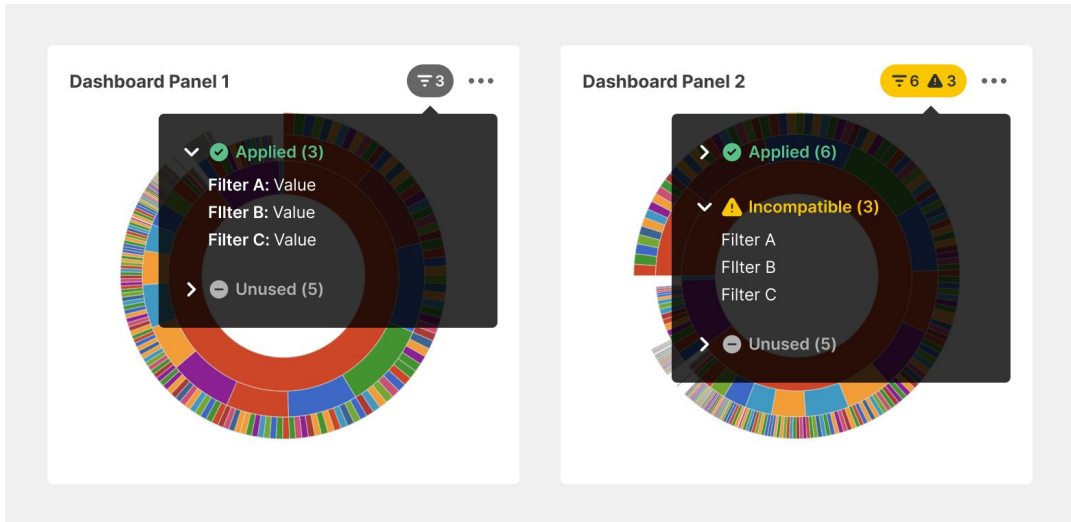 Dashboard Panel 1
3
Applied (3)
Filter A: Value
FIlter B: Value
Filter C: Value
Unused (5)
Dashboard Panel 2
6 3
Applied (6)
Incompatible (3)
Filter A
FIlter B
Filter C
Unused (5)